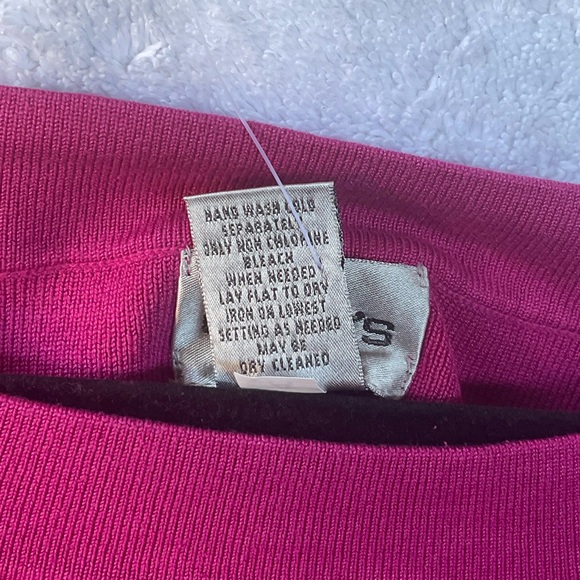 HAND WASH COLD
SEPARATELY
ONLY NON CHLORINE
BLEACH
WHEN NEEDED
LAY FLAT TO DRY
IRON ON LOWEST
SETTING AS NEEDED
MAY BE
DRY CLEANED
'S